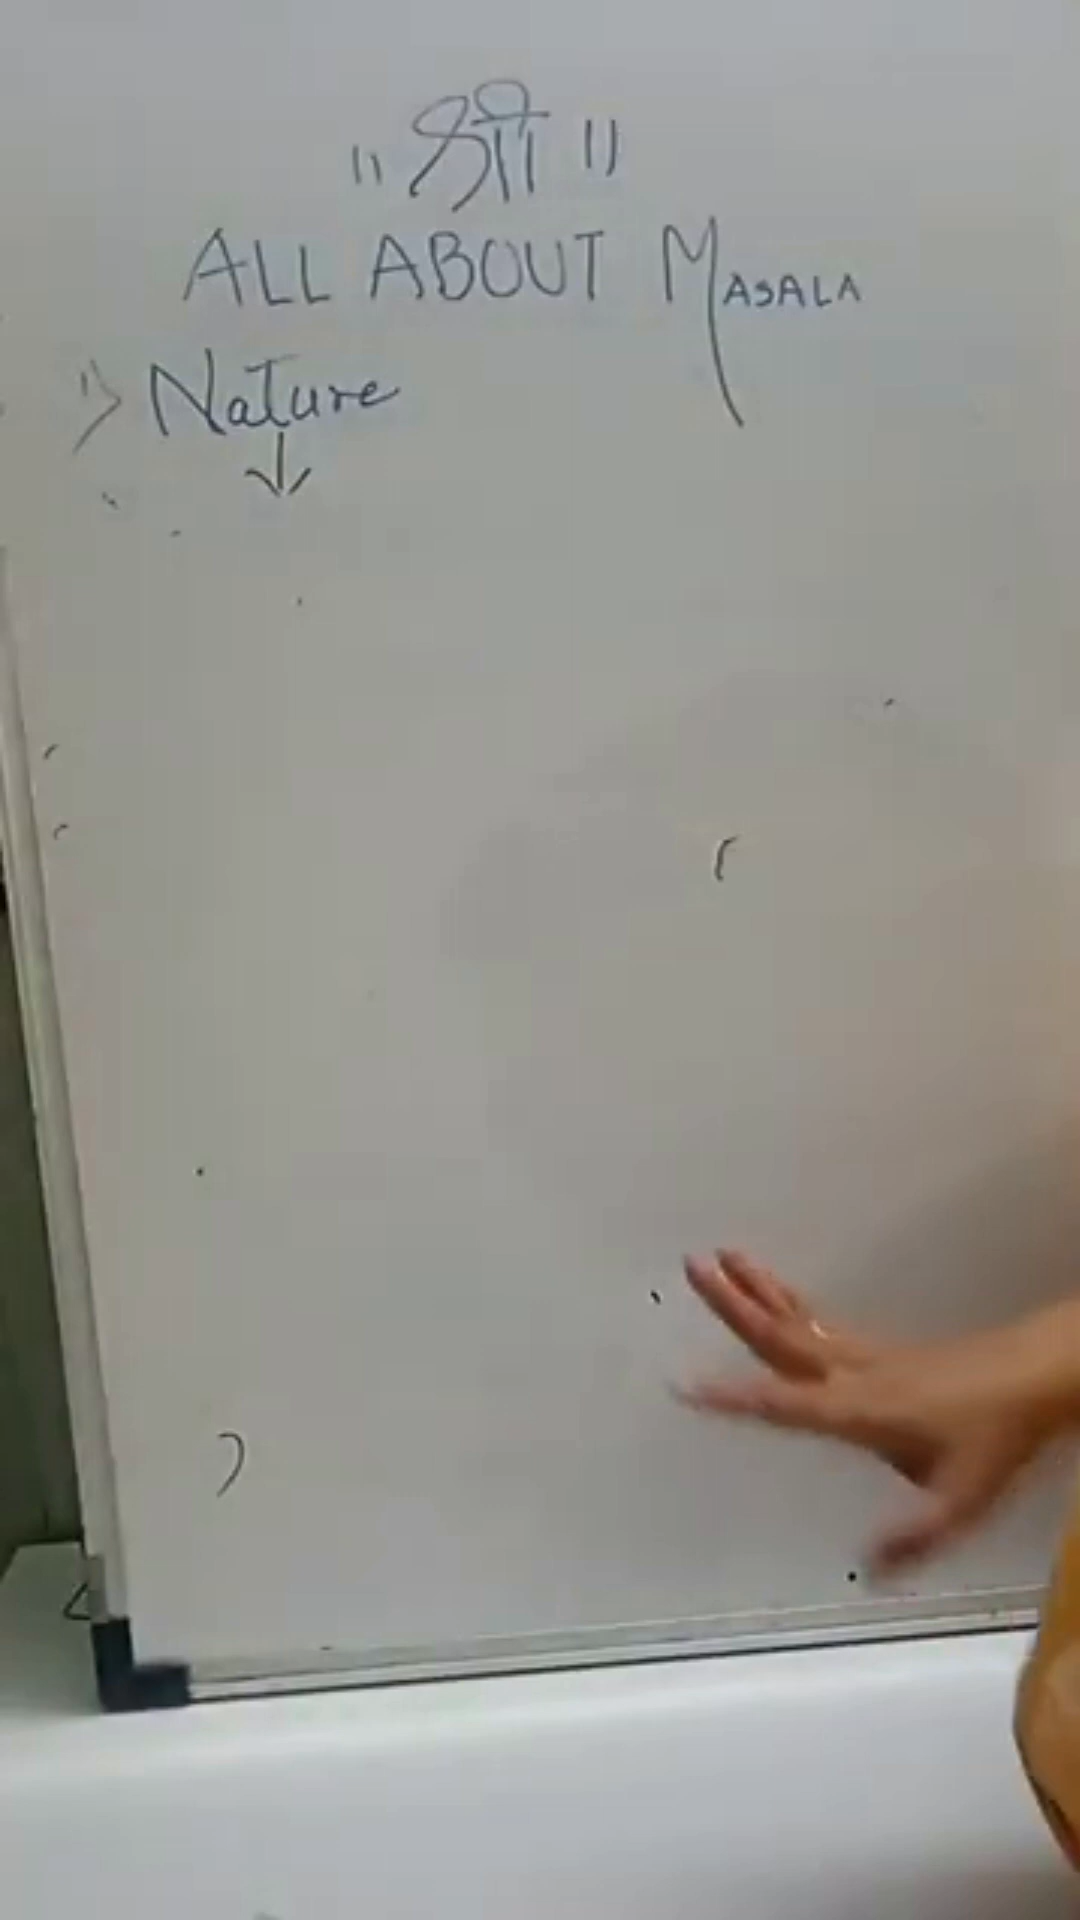 " श्री "
ALL ABOUT MASALA
1) Nature
↓